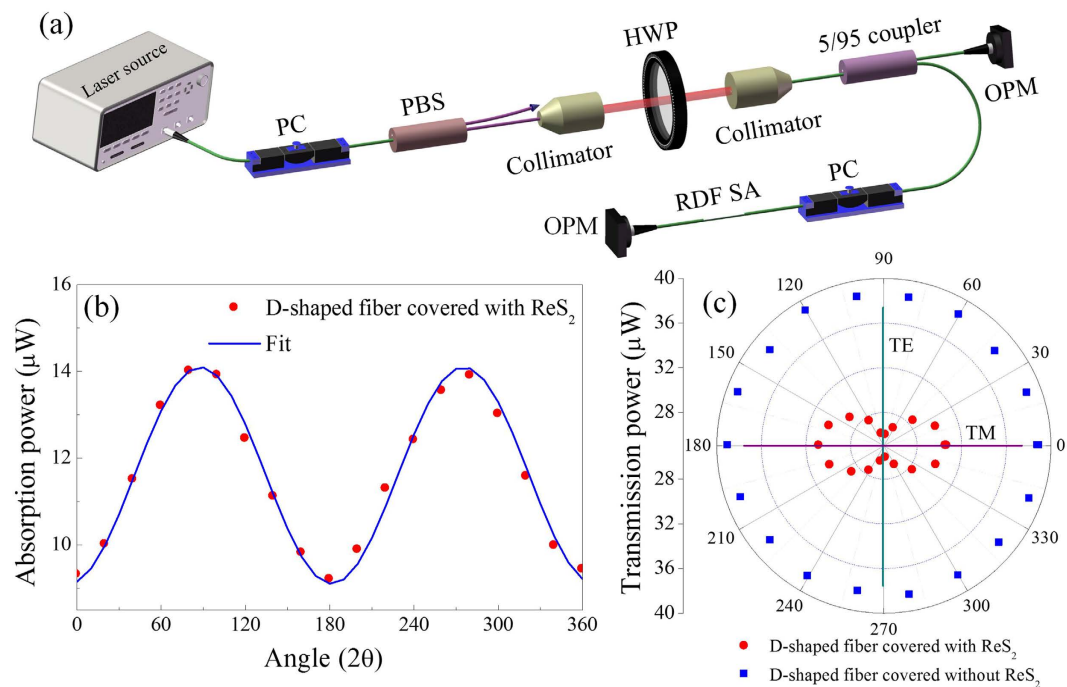 (a)
Laser source
PC
PBS
Collimator
HWP
Collimator
5/95 coupler
OPM
PC
RDF SA
OPM
(b)
Absorption power (µW)
16
14
12
10
D-shaped fiber covered with ReS₂
Fit
0 60 120 180 240 300 360
Angle (2θ)
(c)
Transmission power (µW)
40
36
32
28
28
32
36
40
90
120 60
150 30
TE
TM
180 0
210 330
240 300
270
D-shaped fiber covered with ReS₂
D-shaped fiber covered without ReS₂